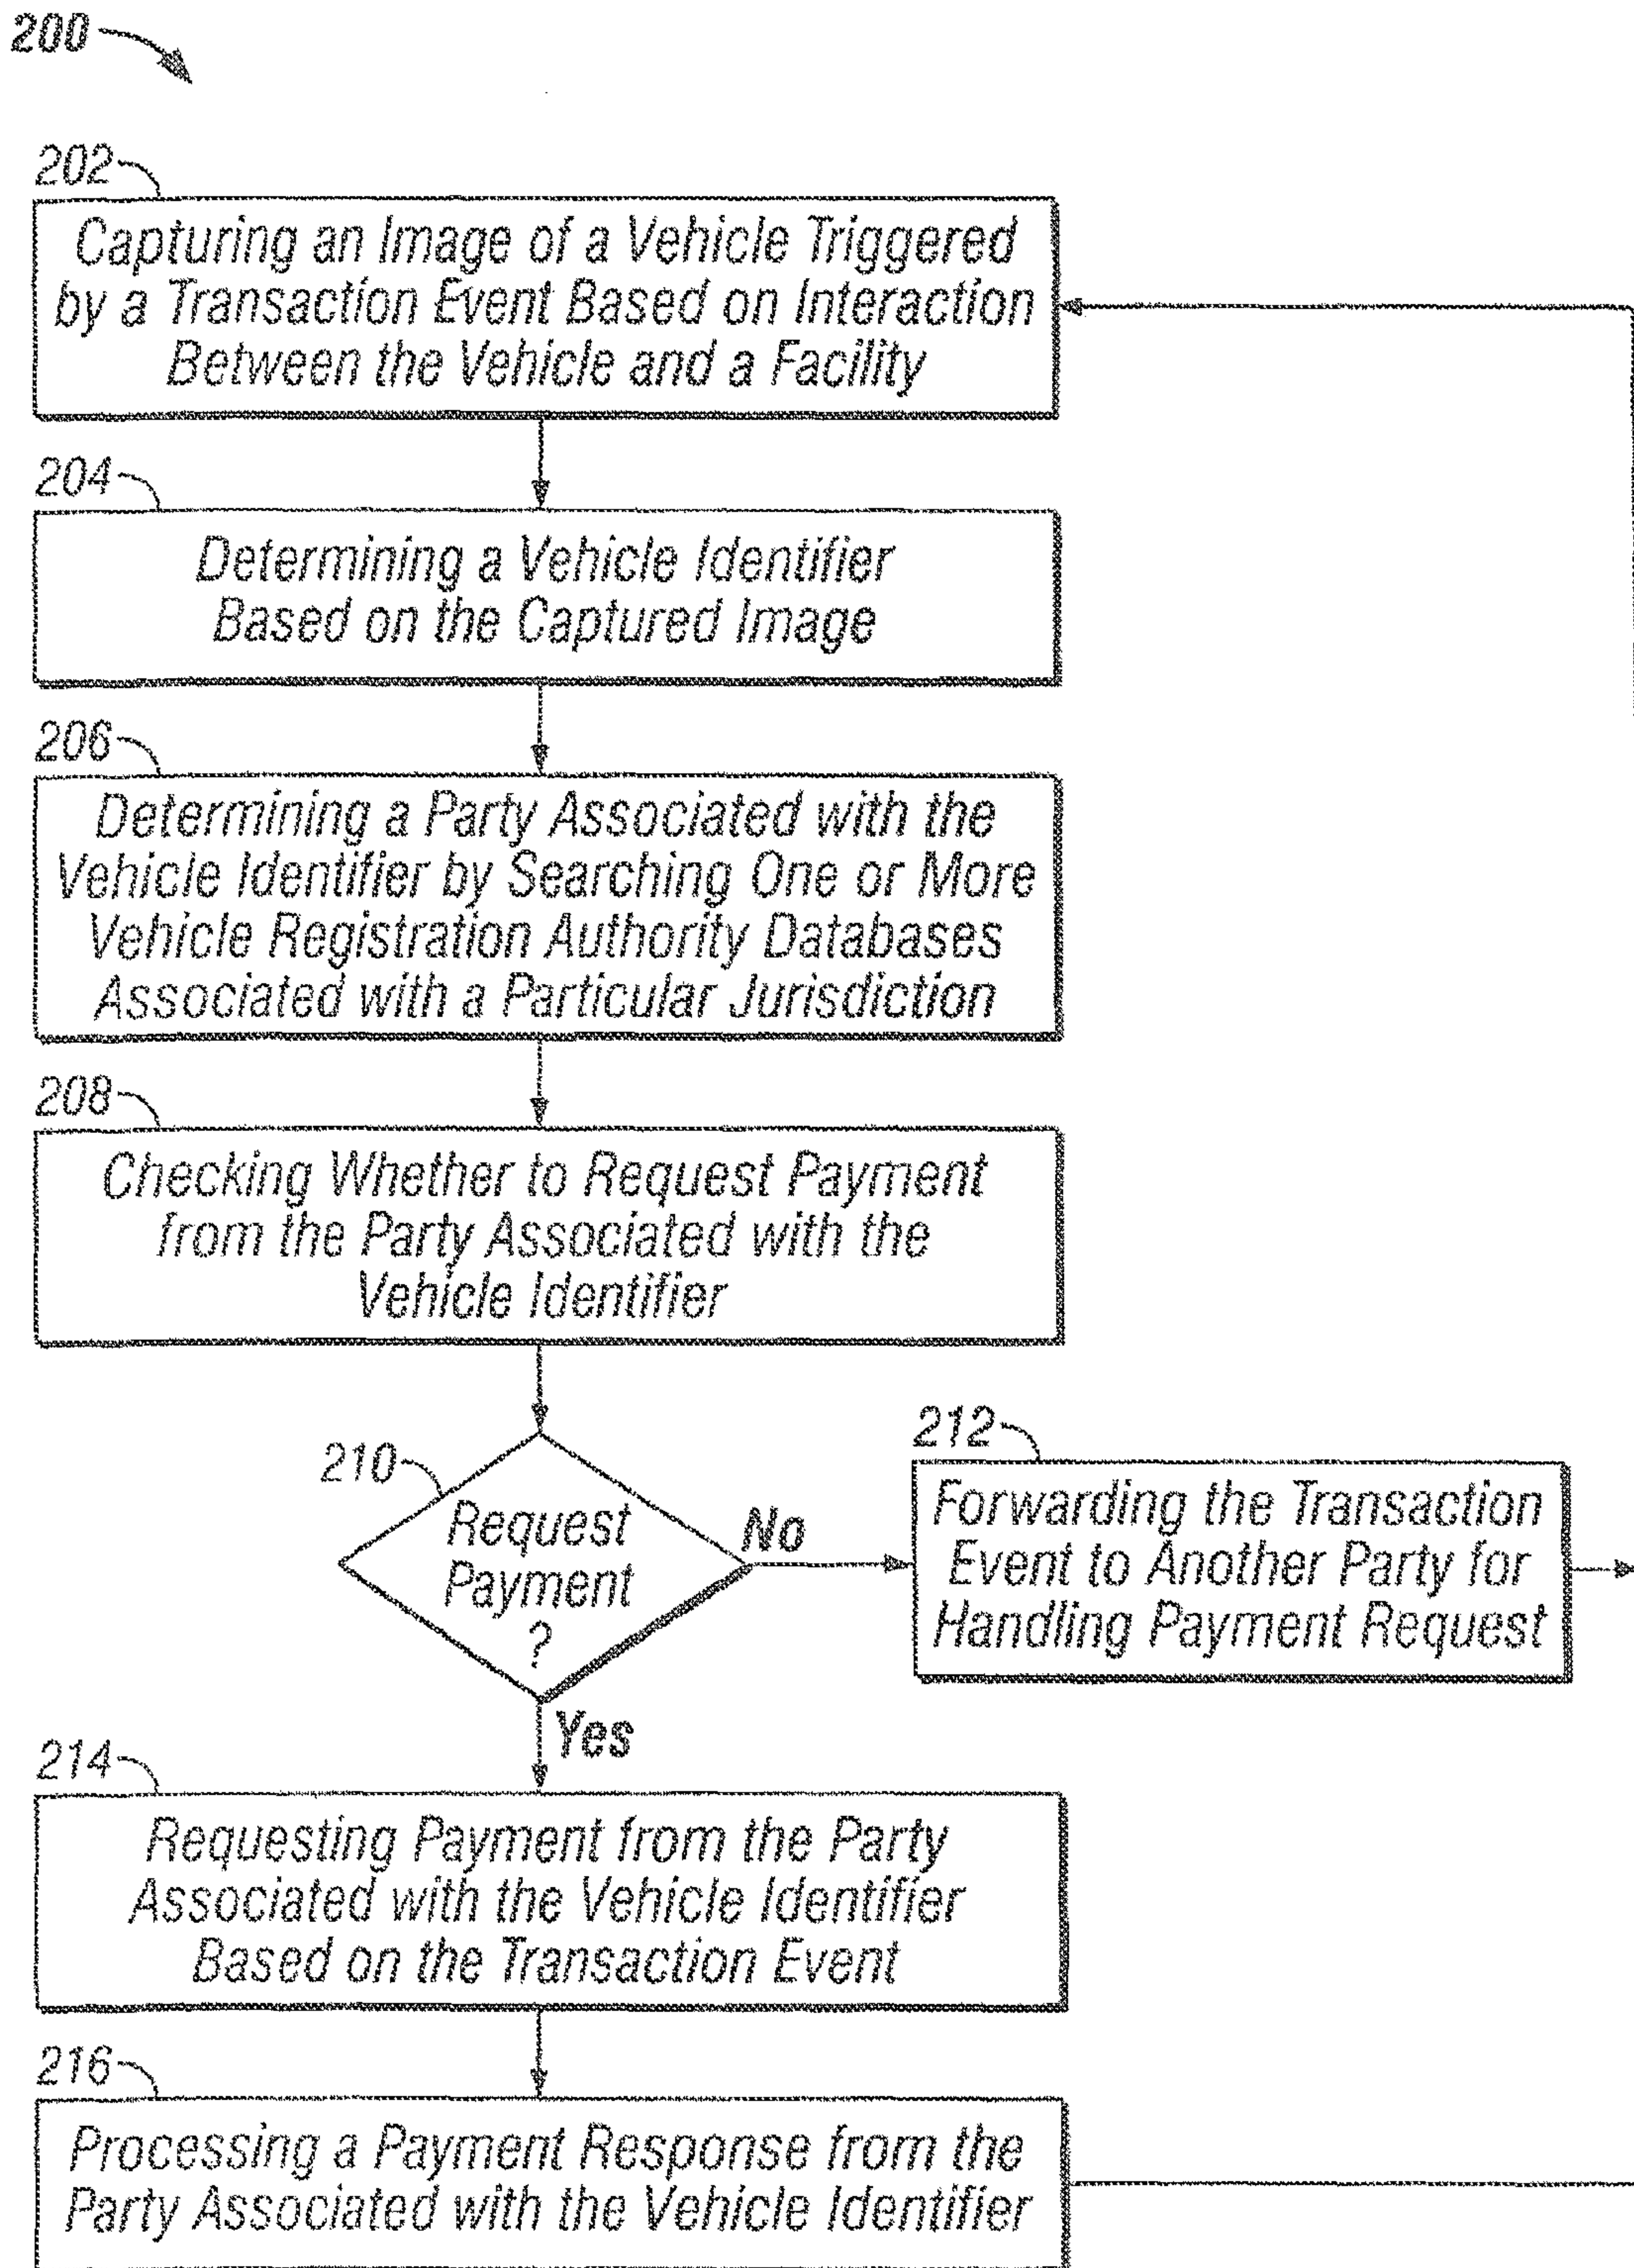 200
202
Capturing an Image of a Vehicle Triggered
by a Transaction Event Based on Interaction
Between the Vehicle and a Facility
204
Determining a Vehicle Identifier
Based on the Captured Image
206
Determining a Party Associated with the
Vehicle Identifier by Searching One or More
Vehicle Registration Authority Databases
Associated with a Particular Jurisdiction
208
Checking Whether to Request Payment
from the Party Associated with the
Vehicle Identifier
210
Request
Payment
?
No
212
Forwarding the Transaction
Event to Another Party for
Handling Payment Request
Yes
214
Requesting Payment from the Party
Associated with the Vehicle Identifier
Based on the Transaction Event
216
Processing a Payment Response from the
Party Associated with the Vehicle Identifier